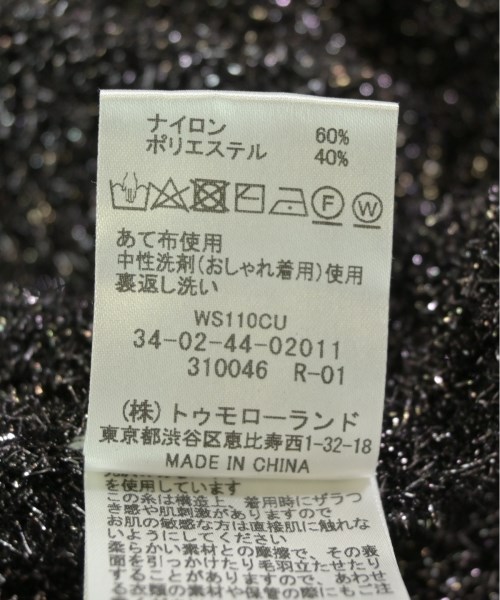 ナイロン 60%
ポリエステル 40%
F W
あて布使用
中性洗剤(おしゃれ着用)使用
裏返し洗い
WS110CU
34-02-44-02011
310046 R-01
(株)トゥモローランド
東京都渋谷区恵比寿西1-32-18
MADE IN CHINA
を使用しています
この糸は構造上、着用時にザラつ
き感や肌刺激がありますので
お肌の敏感な方は直接肌に触れな
いようにしてください
柔らかい素材との摩擦で、その表
面を引っかけたり毛羽立たせたり
することがありますので、あわせ
る衣類の素材や保管の際にもご注